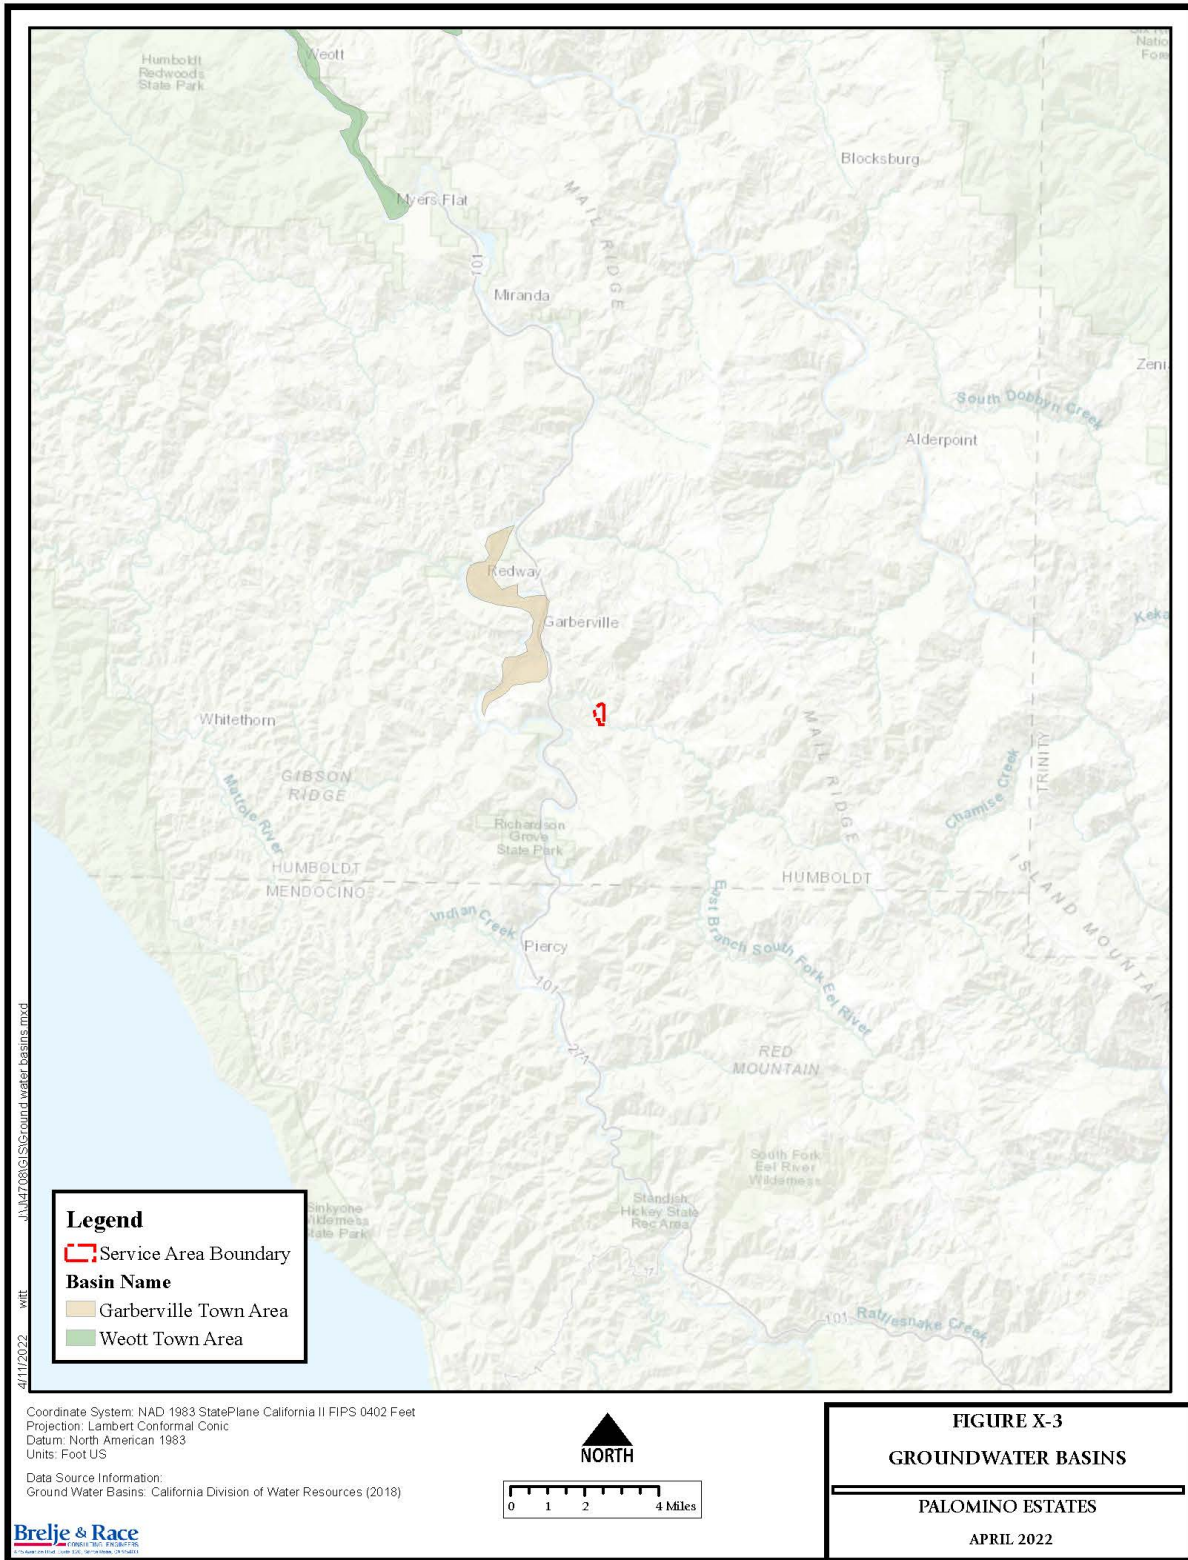 Weott
Humboldt
Redwoods
State Park
Natio
Fore
Blocksburg
Myers Flat
MAIL RIDGE
101
Miranda
Zeni
South Dobbyn Creek
Alderpoint
Redway
Garberville
Keka
Whitethorn
MAIL RIDGE
TRINITY
GIBSON
RIDGE
Mattole River
Chamise Creek
Richardson
Grove
State Park
HUMBOLDT
MENDOCINO
HUMBOLDT
ISLAND MOUNTAIN
Indian Creek
East Branch South Fork Eel River
Piercy
101
271
RED
MOUNTAIN
South Fork
Eel River
Wilderness
Standish
Hickey State
Rec Area
Sinkyone
Wilderness
State Park
101
Rattlesnake Creek
Legend
Service Area Boundary
Basin Name
Garberville Town Area
Weott Town Area
4/11/2022 witt J:\J\4708\GIS\Ground water basins.mxd
Coordinate System: NAD 1983 StatePlane California II FIPS 0402 Feet
Projection: Lambert Conformal Conic
Datum: North American 1983
Units: Foot US
Data Source Information:
Ground Water Basins: California Division of Water Resources (2018)
Brelje & Race
CONSULTING ENGINEERS
NORTH
0 1 2 4 Miles
FIGURE X-3
GROUNDWATER BASINS
PALOMINO ESTATES
APRIL 2022